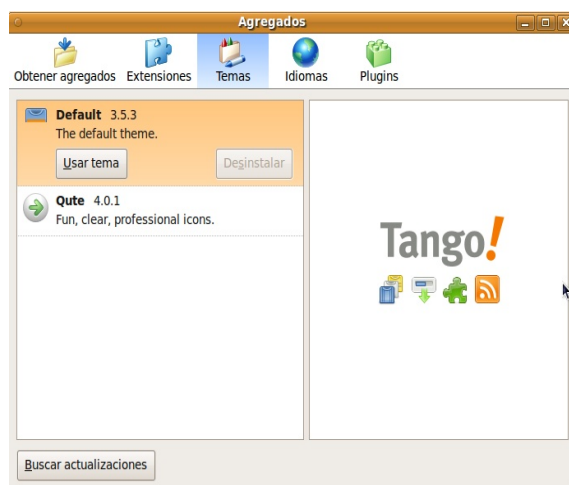 Agregados
Obtener agregados Extensiones Temas Idiomas Plugins
Default 3.5.3
The default theme.
Usar tema Desinstalar
Qute 4.0.1
Fun, clear, professional icons.
Tango!
Buscar actualizaciones